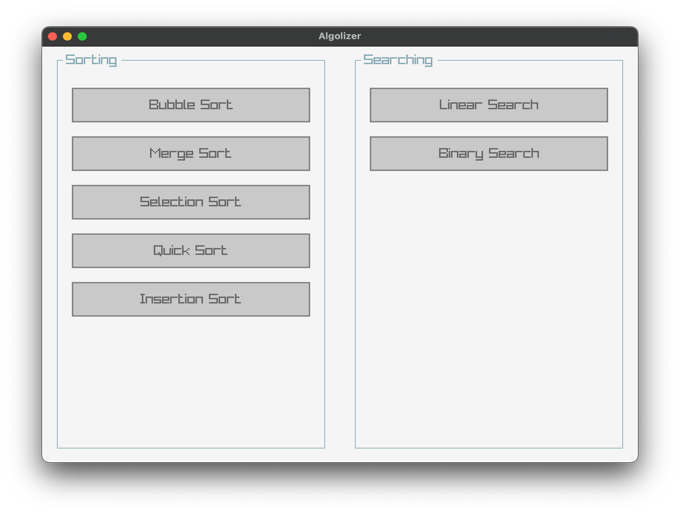 Algolizer
Sorting
Bubble Sort
Merge Sort
Selection Sort
Quick Sort
Insertion Sort
Searching
Linear Search
Binary Search